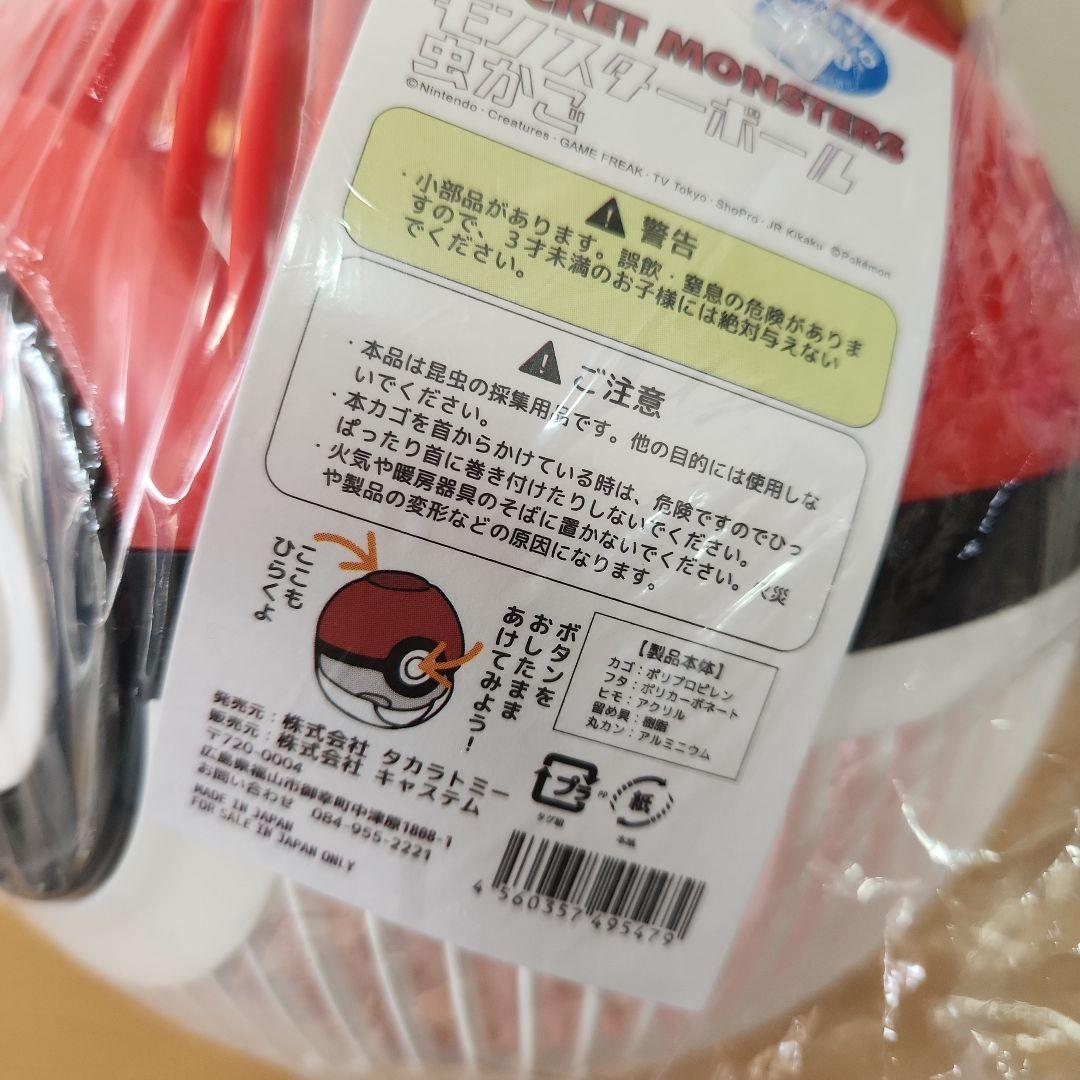 CKET MONSTERS
モンスターボール
虫かご
©Nintendo・Creatures・GAME FREAK・TV Tokyo・ShoPro・JR Kikaku ©Pokémon
警告
・小部品があります。誤飲・窒息の危険がありま
すので、3才未満のお子様には絶対与えない
でください。
ご注意
・本品は昆虫の採集用品です。他の目的には使用しな
いでください。
・本カゴを首からかけている時は、危険ですのでひっ
ぱったり首に巻き付けたりしないでください。
・火気や暖房器具のそばに置かないでください。火災
や製品の変形などの原因になります。
ここも
ひらくよ
ボタンを
おしたまま
あけてみよう!
【製品本体】
カゴ:ポリプロピレン
フタ:ポリカーボネート
ヒモ:アクリル
留め具:樹脂
丸カン:アルミニウム
発売元:株式会社 タカラトミー
販売元:株式会社 キャステム
〒720-0004
広島県福山市御幸町中津原1808-1
お問い合わせ 084-955-2221
MADE IN JAPAN
FOR SALE IN JAPAN ONLY
プラ
PP
紙
4 560357 495479